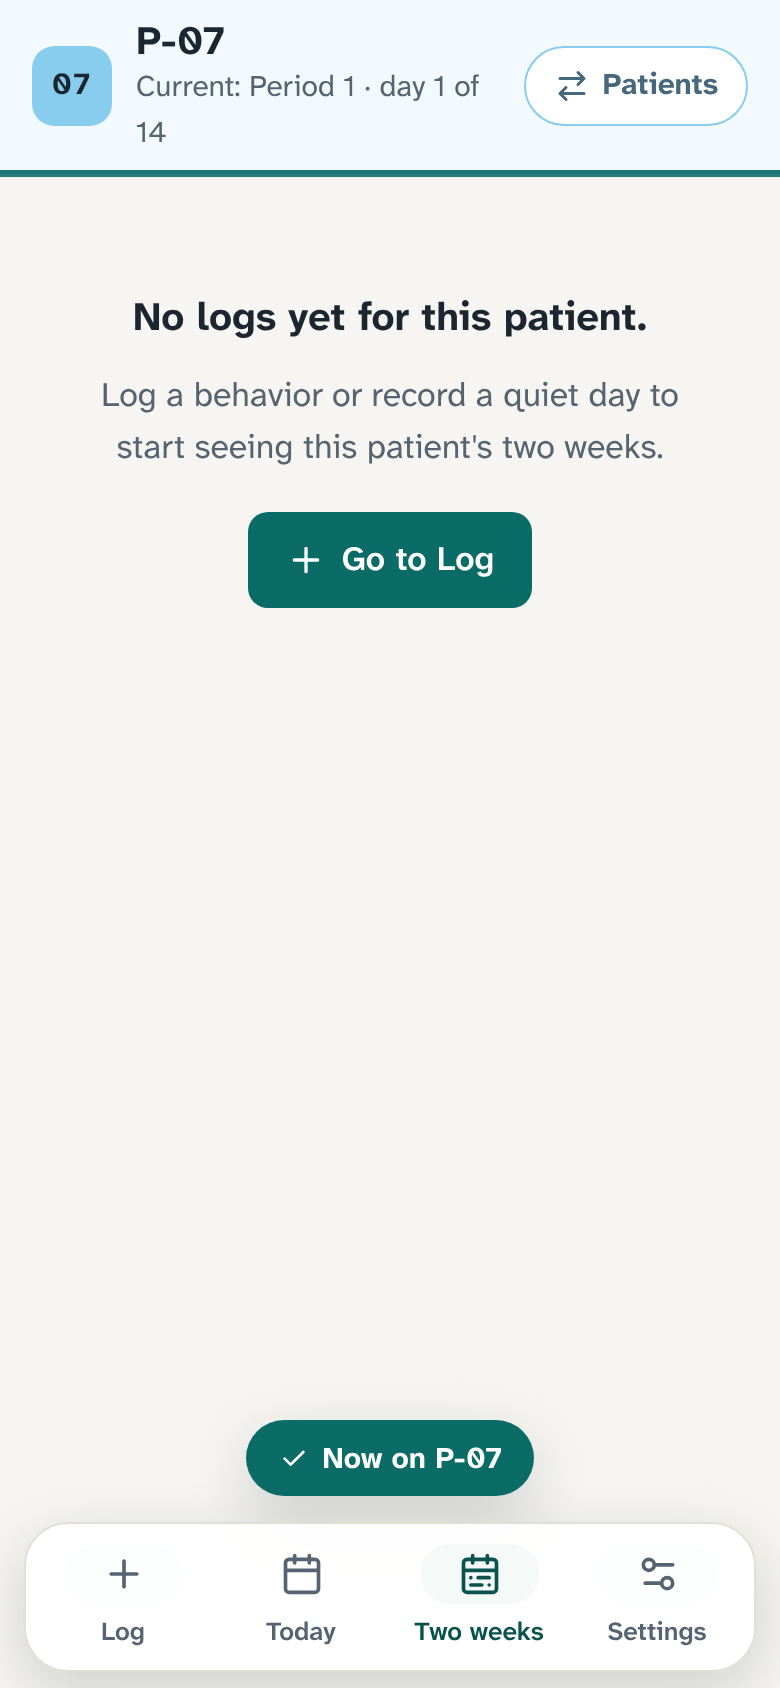 07
P-07
Current: Period 1 · day 1 of
14
Patients
No logs yet for this patient.
Log a behavior or record a quiet day to
start seeing this patient's two weeks.
Go to Log
Now on P-07
Log
Today
Two weeks
Settings